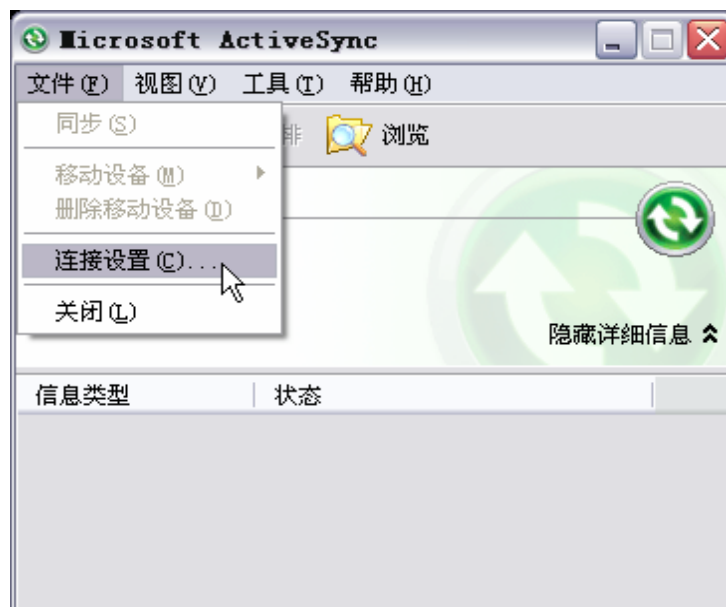 Microsoft ActiveSync
文件(F) 视图(V) 工具(T) 帮助(H)
同步(S)
排 浏览
移动设备(M)
删除移动设备(D)
连接设置(C)...
关闭(L)
隐藏详细信息
信息类型 状态